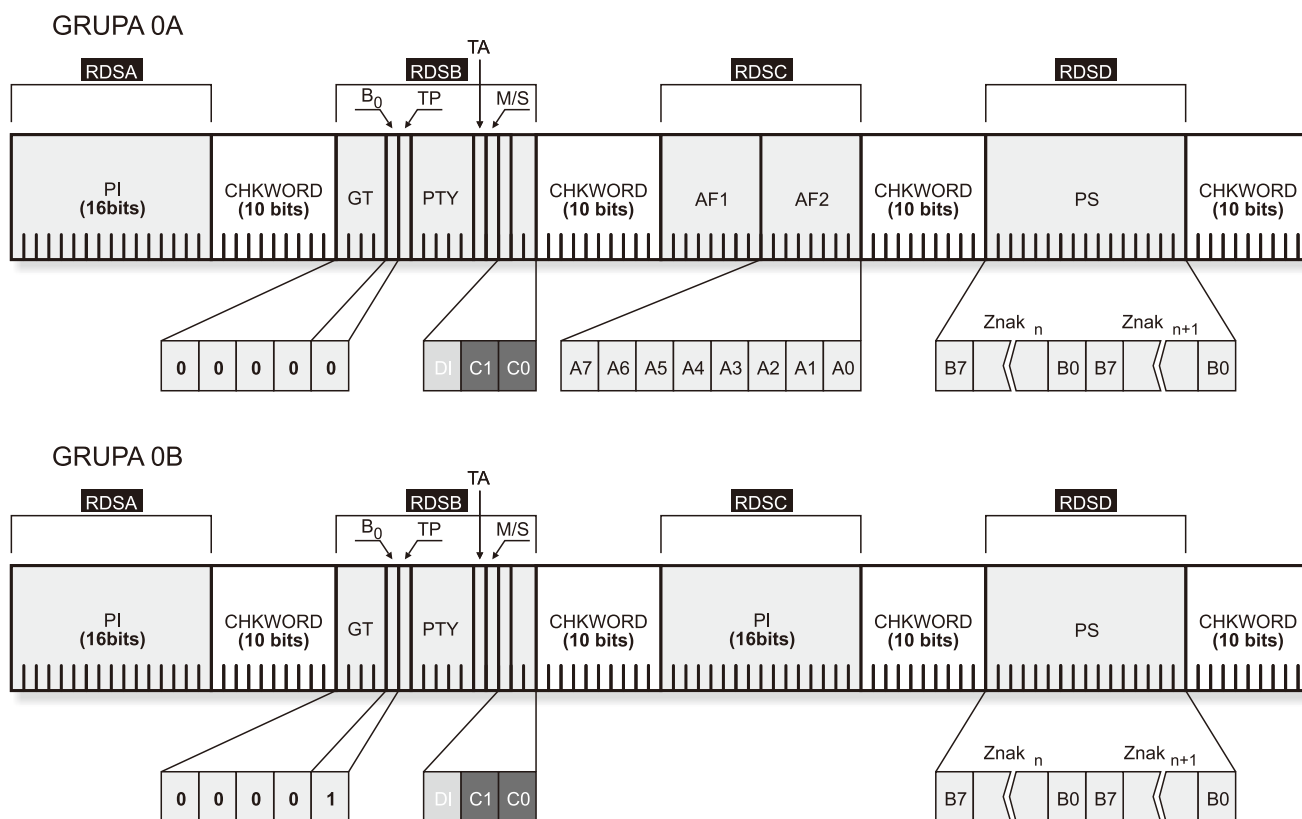 GRUPA 0A
TA
RDSA RDSB RDSC RDSD
B0 TP M/S
PI (16bits)
CHKWORD (10 bits)
GT
PTY
CHKWORD (10 bits)
AF1
AF2
CHKWORD (10 bits)
PS
CHKWORD (10 bits)
Znak n Znak n+1
0 0 0 0 0
DI C1 C0
A7 A6 A5 A4 A3 A2 A1 A0
B7 B0 B7 B0
GRUPA 0B
TA
RDSA RDSB RDSC RDSD
B0 TP M/S
PI (16bits)
CHKWORD (10 bits)
GT
PTY
CHKWORD (10 bits)
PI (16bits)
CHKWORD (10 bits)
PS
CHKWORD (10 bits)
Znak n Znak n+1
0 0 0 0 1
DI C1 C0
B7 B0 B7 B0